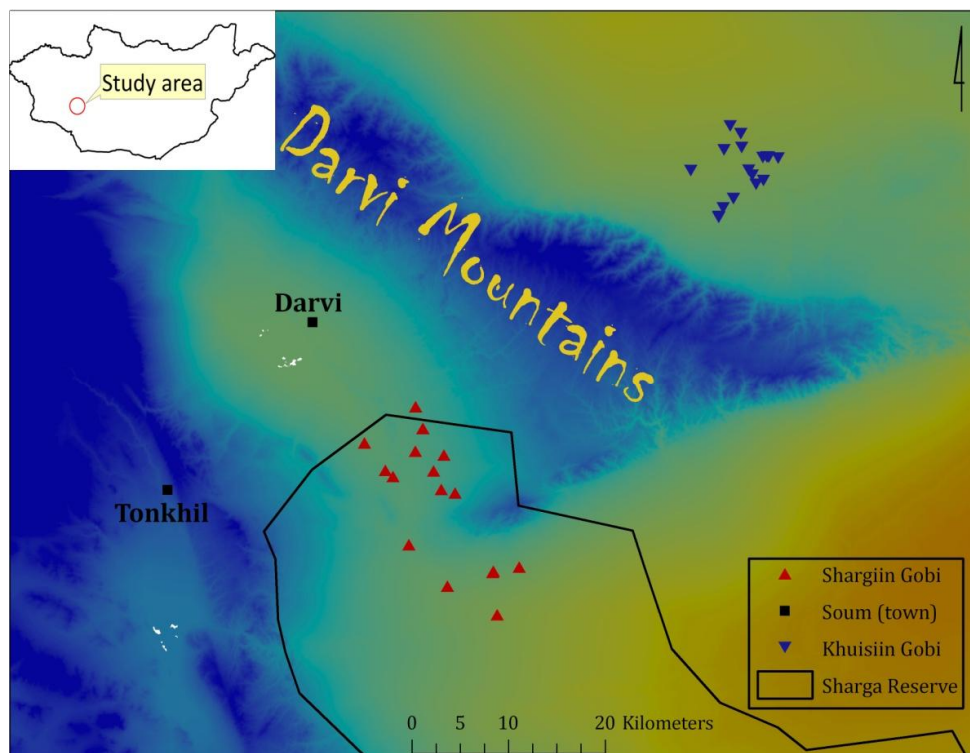 Study area
Darvi Mountains
Darvi
Tonkhil
Shargiin Gobi
Soum (town)
Khuisiin Gobi
Sharga Reserve
0 5 10 20 Kilometers